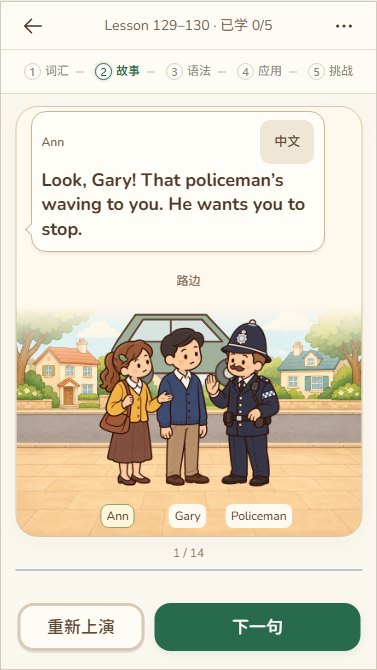 Lesson 129–130 · 已学 0/5
1 词汇 – 2 故事 – 3 语法 – 4 应用 – 5 挑战
Ann
中文
Look, Gary! That policeman’s
waving to you. He wants you to
stop.
路边
Ann Gary Policeman
1 / 14
重新上演 下一句